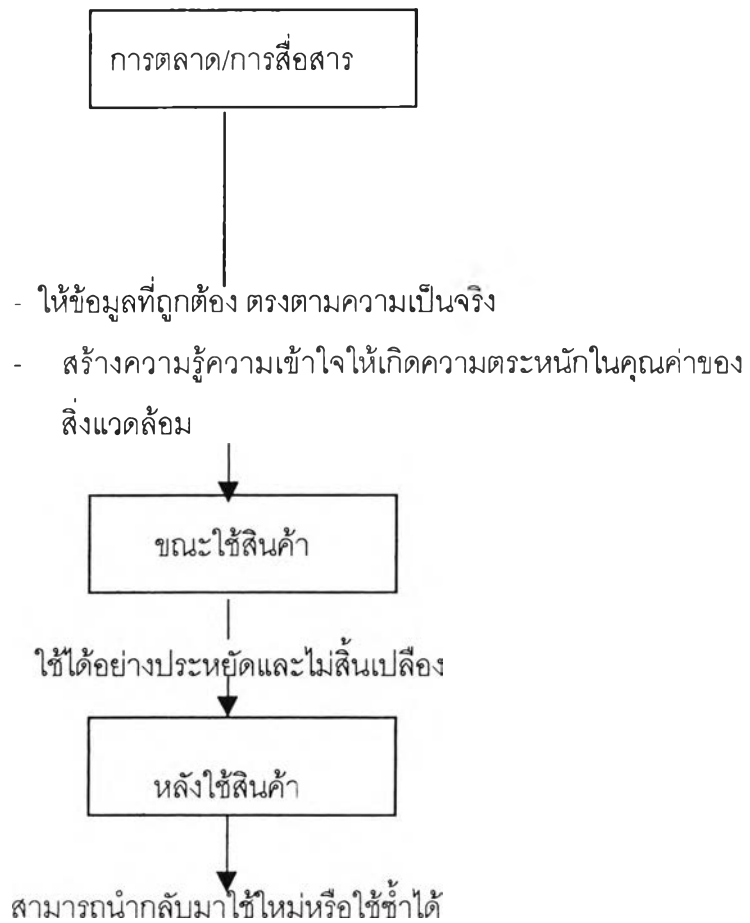 การตลาด/การสื่อสาร
- ให้ข้อมูลที่ถูกต้อง ตรงตามความเป็นจริง
- สร้างความรู้ความเข้าใจให้เกิดความตระหนักในคุณค่าของ
สิ่งแวดล้อม
ขณะใช้สินค้า
ใช้ได้อย่างประหยัดและไม่สิ้นเปลือง
หลังใช้สินค้า
สามารถนำกลับมาใช้ใหม่หรือใช้ซ้ำได้